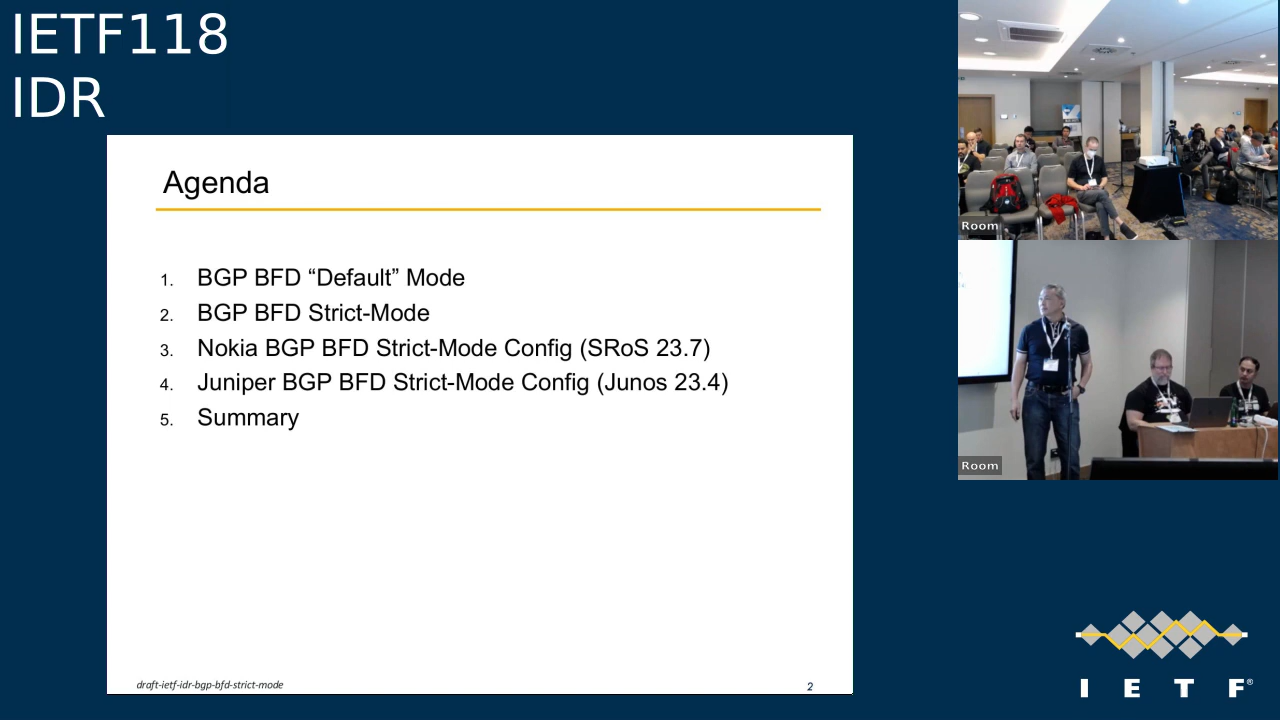 IETF118
IDR
Agenda
1. BGP BFD “Default” Mode
2. BGP BFD Strict-Mode
3. Nokia BGP BFD Strict-Mode Config (SRoS 23.7)
4. Juniper BGP BFD Strict-Mode Config (Junos 23.4)
5. Summary
draft-ietf-idr-bgp-bfd-strict-mode
2
Room
Room
I E T F®